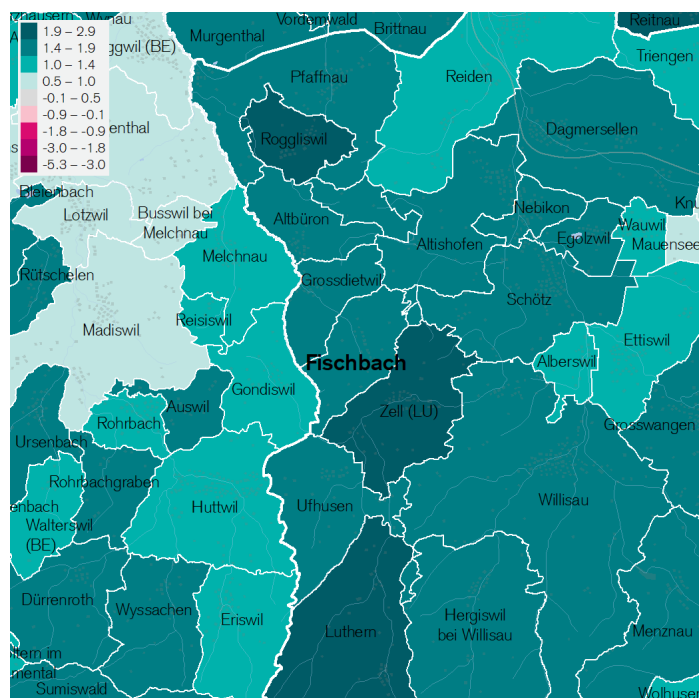 1.9 – 2.9
1.4 – 1.9
1.0 – 1.4
0.5 – 1.0
-0.1 – 0.5
-0.9 – -0.1
-1.8 – -0.9
-3.0 – -1.8
-5.3 – -3.0
Wynau
Vordemwald
Brittnau
Reitnau
Murgenthal
Triengen
Pfaffnau
Reiden
Roggliswil
Dagmersellen
Bleienbach
Lotzwil
Busswil bei
Melchnau
Altbüron
Nebikon
Altishofen
Egolzwil
Wauwil
Mauensee
Melchnau
Rütschelen
Grossdietwil
Schötz
Reisiswil
Madiswil
Ettiswil
Fischbach
Alberswil
Gondiswil
Auswil
Zell (LU)
Rohrbach
Grosswangen
Ursenbach
Rohrbachgraben
Willisau
Huttwil
Ufhusen
Walterswil
(BE)
Dürrenroth
Wyssachen
Eriswil
Luthern
Hergiswil
bei Willisau
Menznau
Sumiswald